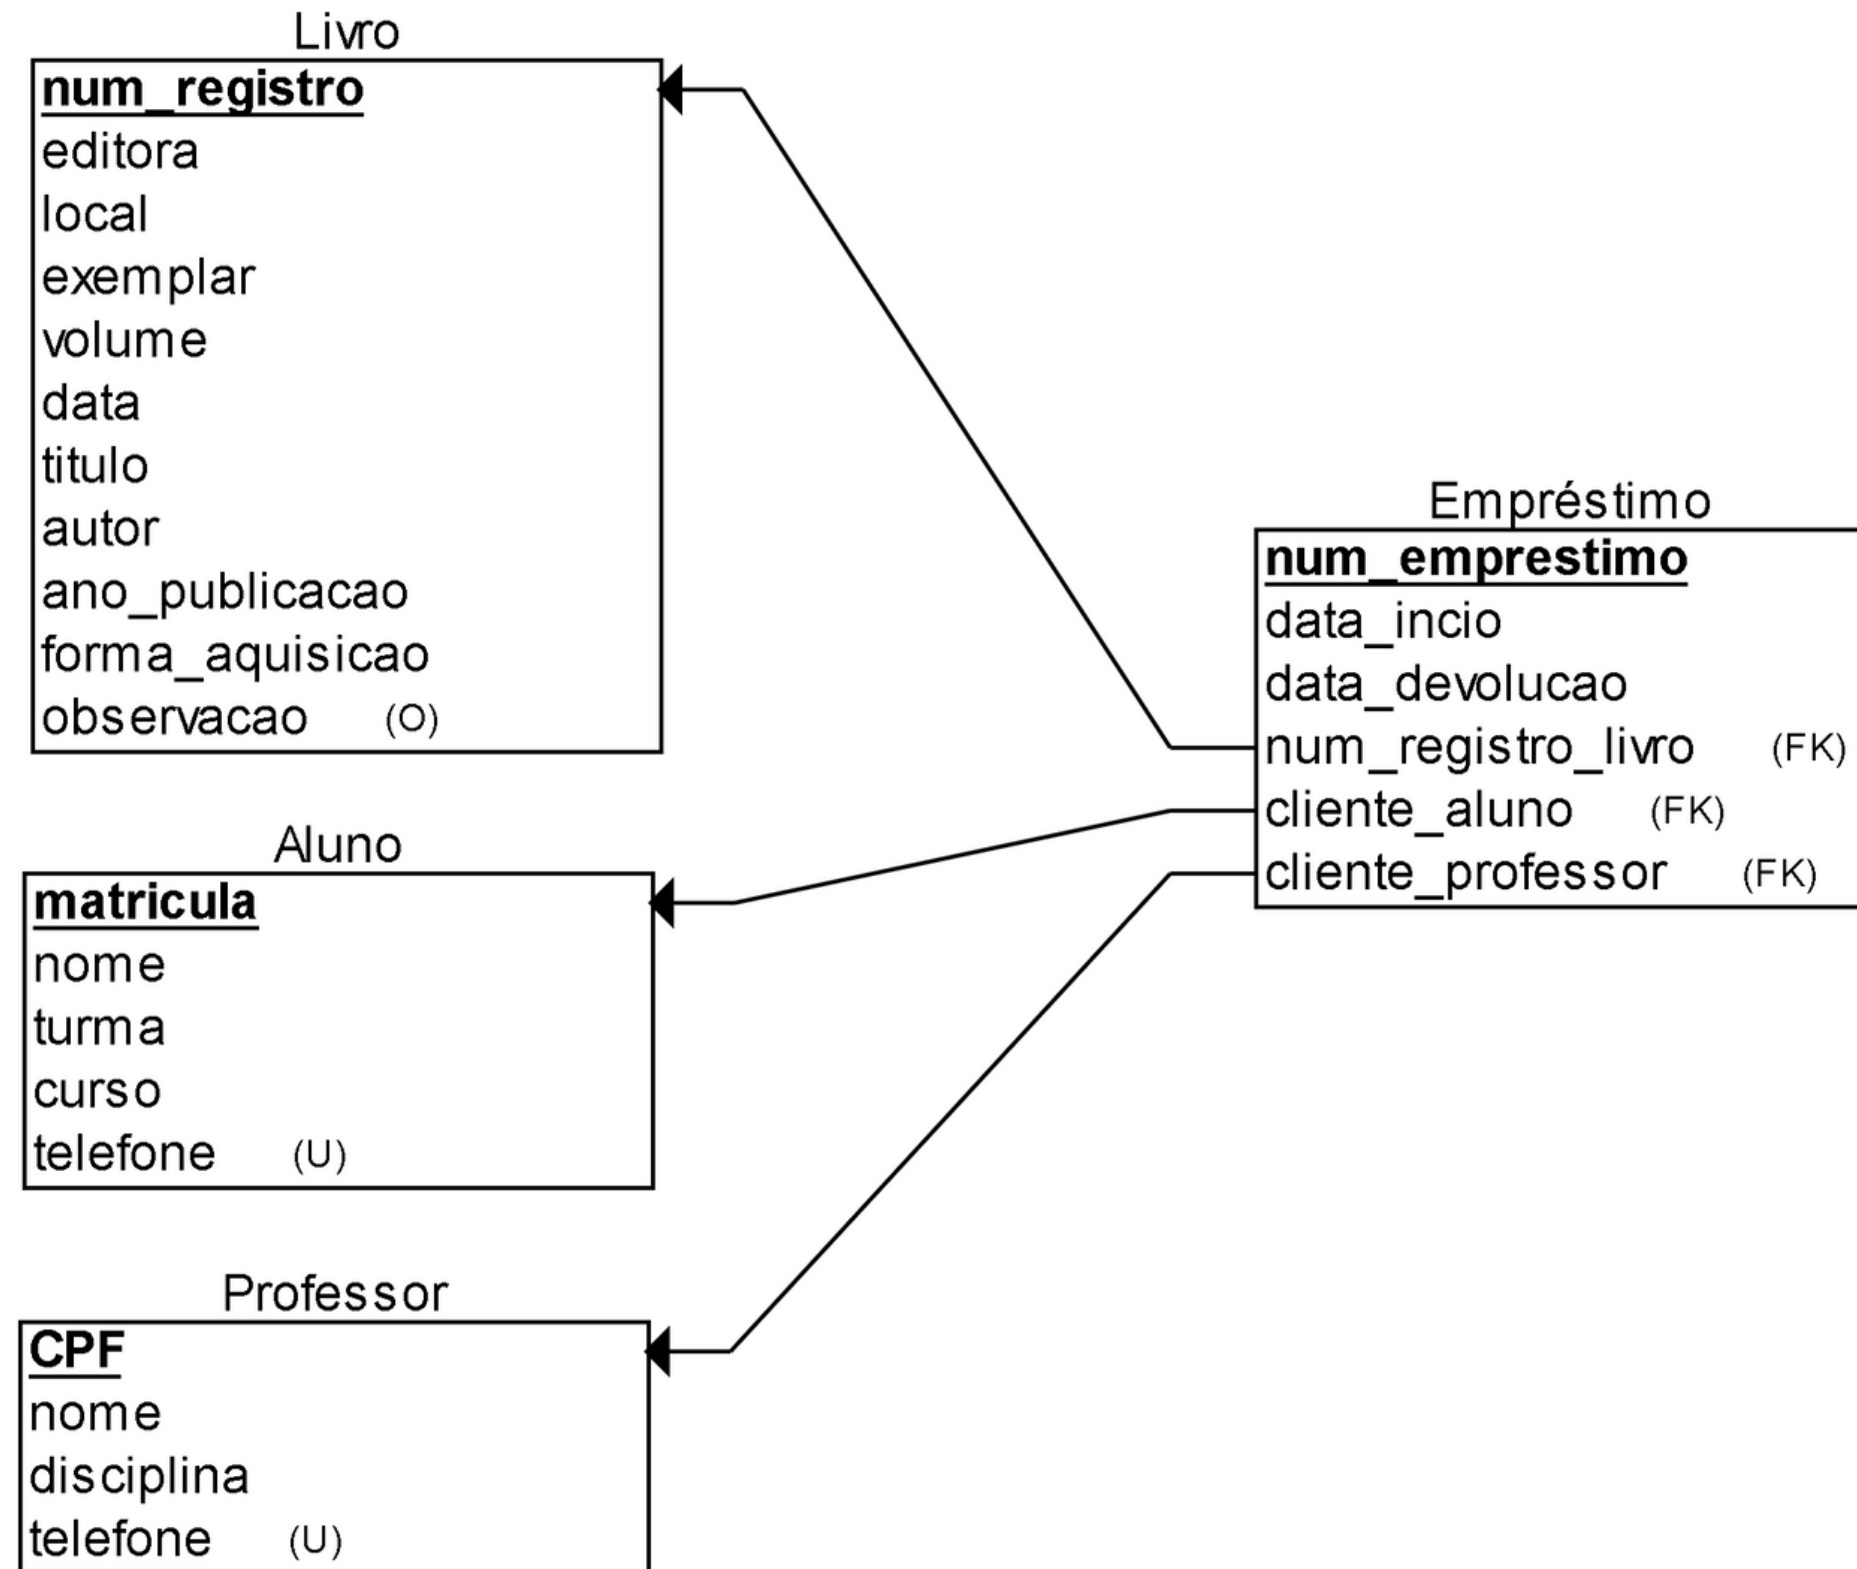 Livro
num_registro
editora
local
exemplar
volume
data
titulo
autor
ano_publicacao
forma_aquisicao
observacao (O)
Empréstimo
num_emprestimo
data_incio
data_devolucao
num_registro_livro (FK)
cliente_aluno (FK)
cliente_professor (FK)
Aluno
matricula
nome
turma
curso
telefone (U)
Professor
CPF
nome
disciplina
telefone (U)